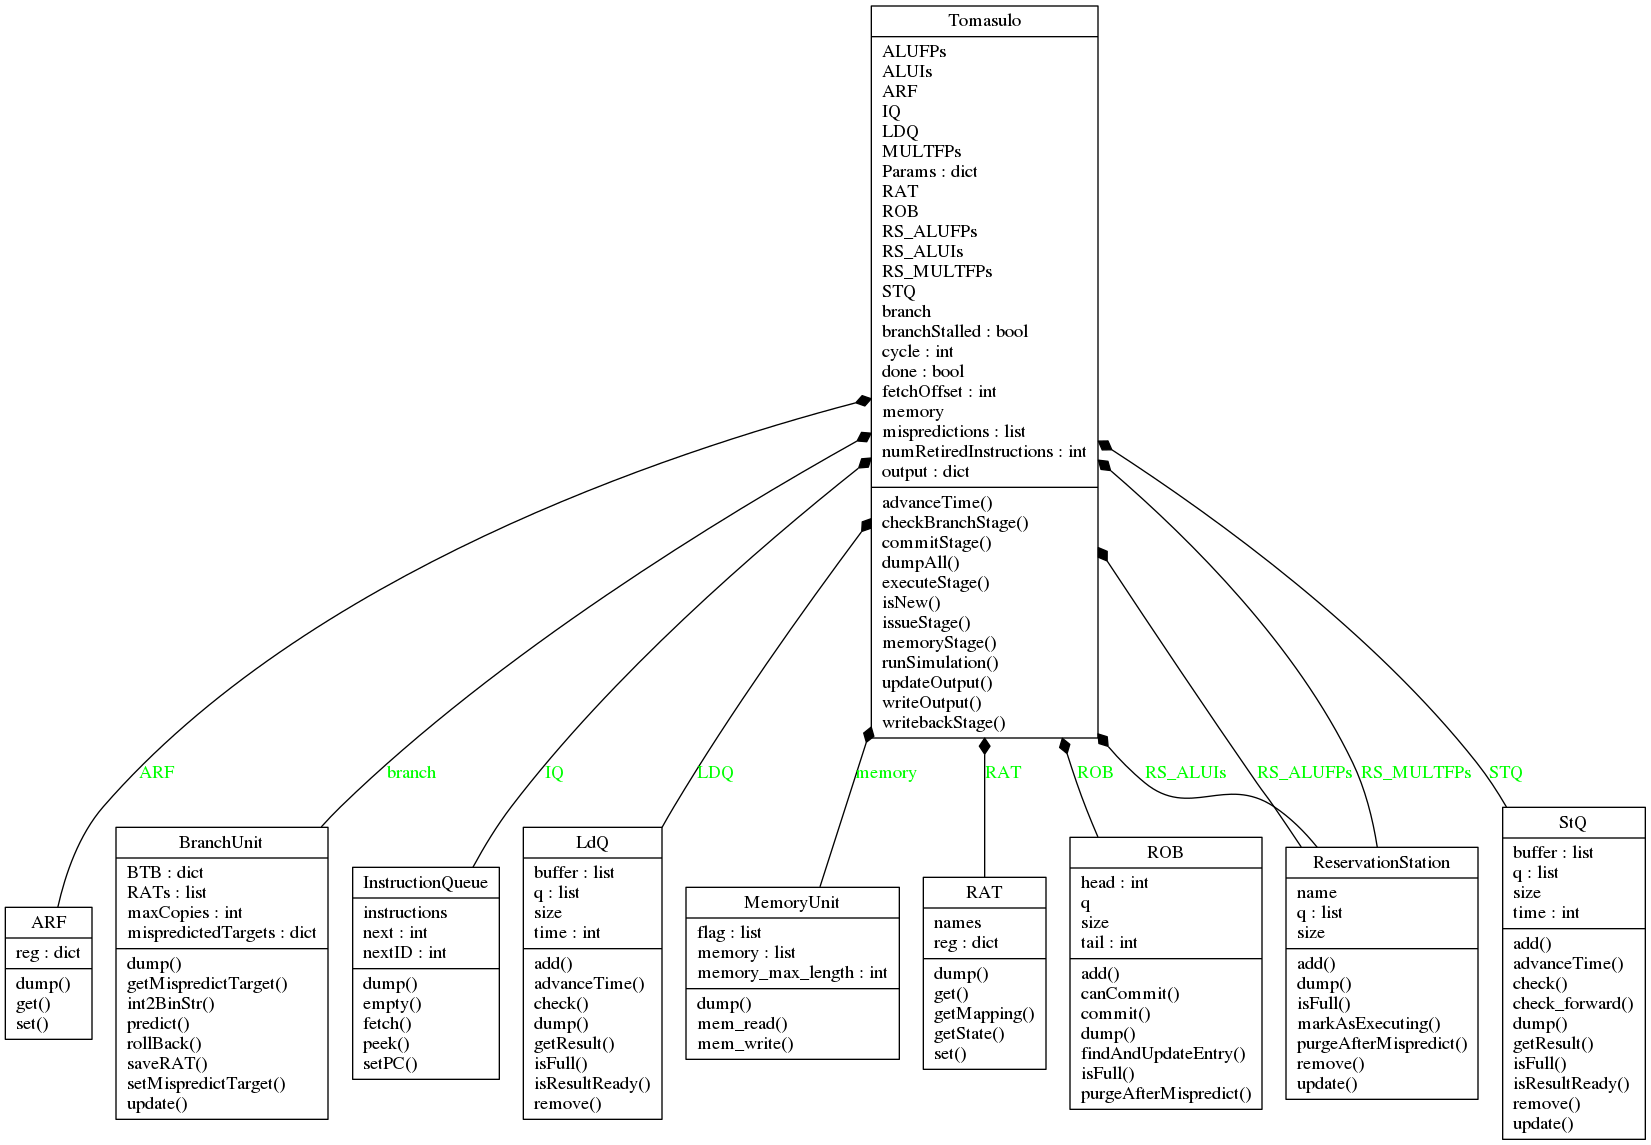 Tomasulo
ALUFPs
ALUIs
ARF
IQ
LDQ
MULTFPs
Params : dict
RAT
ROB
RS_ALUFPs
RS_ALUIs
RS_MULTFPs
STQ
branch
branchStalled : bool
cycle : int
done : bool
fetchOffset : int
memory
mispredictions : list
numRetiredInstructions : int
output : dict
advanceTime()
checkBranchStage()
commitStage()
dumpAll()
executeStage()
isNew()
issueStage()
memoryStage()
runSimulation()
updateOutput()
writeOutput()
writebackStage()
ARF
branch
IQ
LDQ
memory
RAT
ROB
RS_ALUIs
RS_ALUFPs
RS_MULTFPs
STQ
ARF
reg : dict
dump()
get()
set()
BranchUnit
BTB : dict
RATs : list
maxCopies : int
mispredictedTargets : dict
dump()
getMispredictTarget()
int2BinStr()
predict()
rollBack()
saveRAT()
setMispredictTarget()
update()
InstructionQueue
instructions
next : int
nextID : int
dump()
empty()
fetch()
peek()
setPC()
LdQ
buffer : list
q : list
size
time : int
add()
advanceTime()
check()
dump()
getResult()
isFull()
isResultReady()
remove()
MemoryUnit
flag : list
memory : list
memory_max_length : int
dump()
mem_read()
mem_write()
RAT
names
reg : dict
dump()
get()
getMapping()
getState()
set()
ROB
head : int
q
size
tail : int
add()
canCommit()
commit()
dump()
findAndUpdateEntry()
isFull()
purgeAfterMispredict()
ReservationStation
name
q : list
size
add()
dump()
isFull()
markAsExecuting()
purgeAfterMispredict()
remove()
update()
StQ
buffer : list
q : list
size
time : int
add()
advanceTime()
check()
check_forward()
dump()
getResult()
isFull()
isResultReady()
remove()
update()